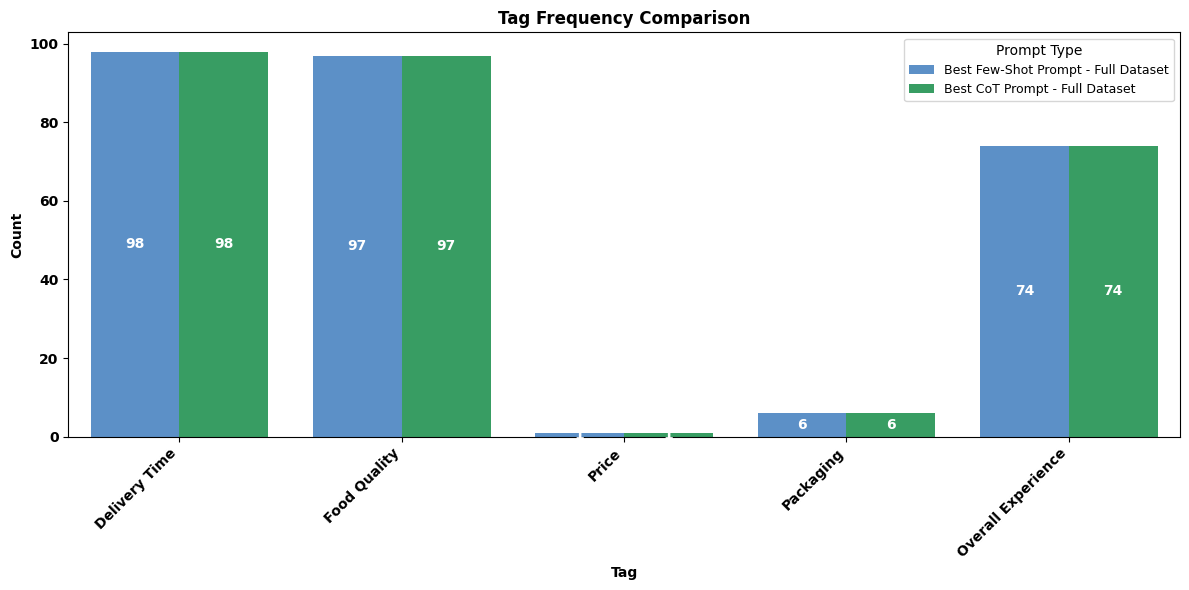 Tag Frequency Comparison
Prompt Type
Best Few-Shot Prompt - Full Dataset
Best CoT Prompt - Full Dataset
Count
100
80
60
40
20
0
98
98
97
97
6
6
74
74
Delivery Time
Food Quality
Price
Packaging
Overall Experience
Tag